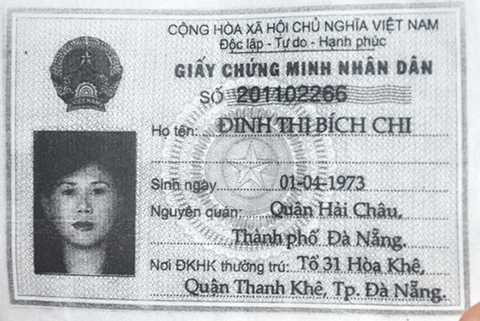 CỘNG HÒA XÃ HỘI CHỦ NGHĨA VIỆT NAM
Độc lập - Tự do - Hạnh phúc
GIẤY CHỨNG MINH NHÂN DÂN
SỐ 201102266
Họ tên: ĐINH THỊ BÍCH CHI
Sinh ngày 01-04-1973
Nguyên quán: Quận Hải Châu,
Thành phố Đà Nẵng.
Nơi ĐKHK thường trú: Tổ 31 Hòa Khê,
Quận Thanh Khê, Tp. Đà Nẵng.